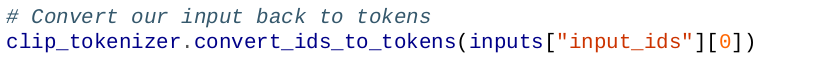 # Convert our input back to tokens
clip_tokenizer.convert_ids_to_tokens(inputs["input_ids"][0])